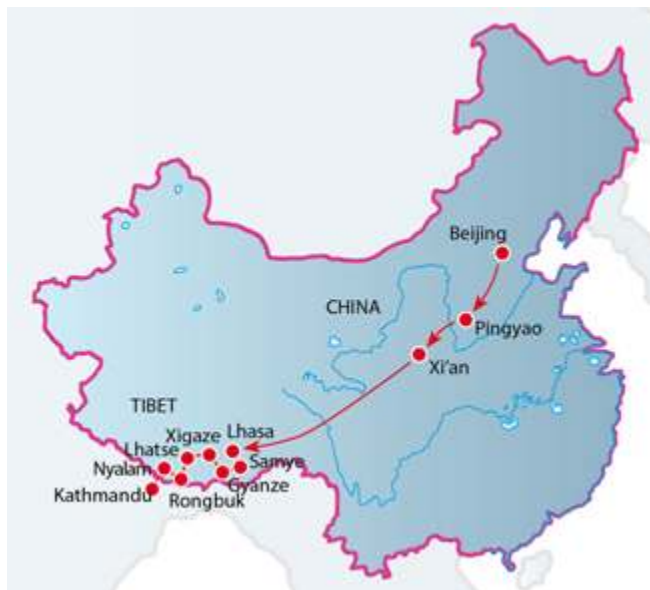 Beijing
CHINA
Pingyao
Xi'an
TIBET
Lhasa
Xigaze
Lhatse
Samye
Nyalam
Gyanze
Rongbuk
Kathmandu